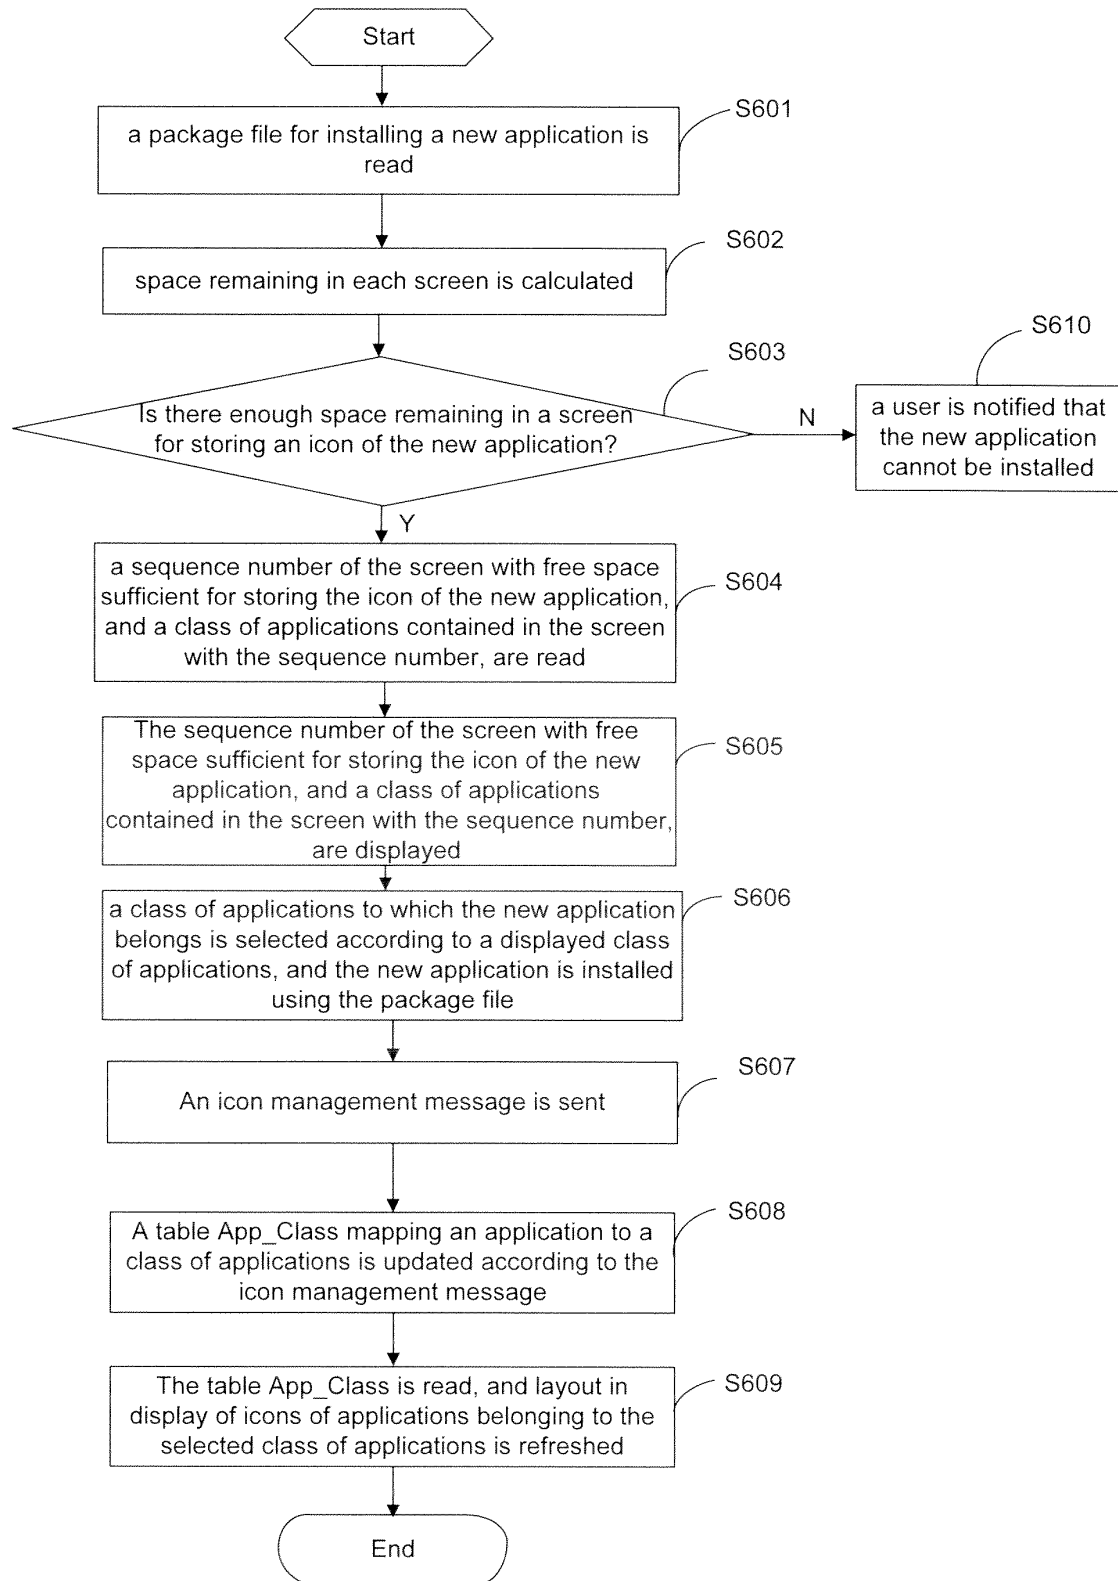 Start
S601
a package file for installing a new application is
read
S602
space remaining in each screen is calculated
S603
Is there enough space remaining in a screen
for storing an icon of the new application?
N
S610
a user is notified that
the new application
cannot be installed
Y
S604
a sequence number of the screen with free space
sufficient for storing the icon of the new application,
and a class of applications contained in the screen
with the sequence number, are read
S605
The sequence number of the screen with free
space sufficient for storing the icon of the new
application, and a class of applications
contained in the screen with the sequence number,
are displayed
S606
a class of applications to which the new application
belongs is selected according to a displayed class
of applications, and the new application is installed
using the package file
S607
An icon management message is sent
S608
A table App_Class mapping an application to a
class of applications is updated according to the
icon management message
S609
The table App_Class is read, and layout in
display of icons of applications belonging to the
selected class of applications is refreshed
End